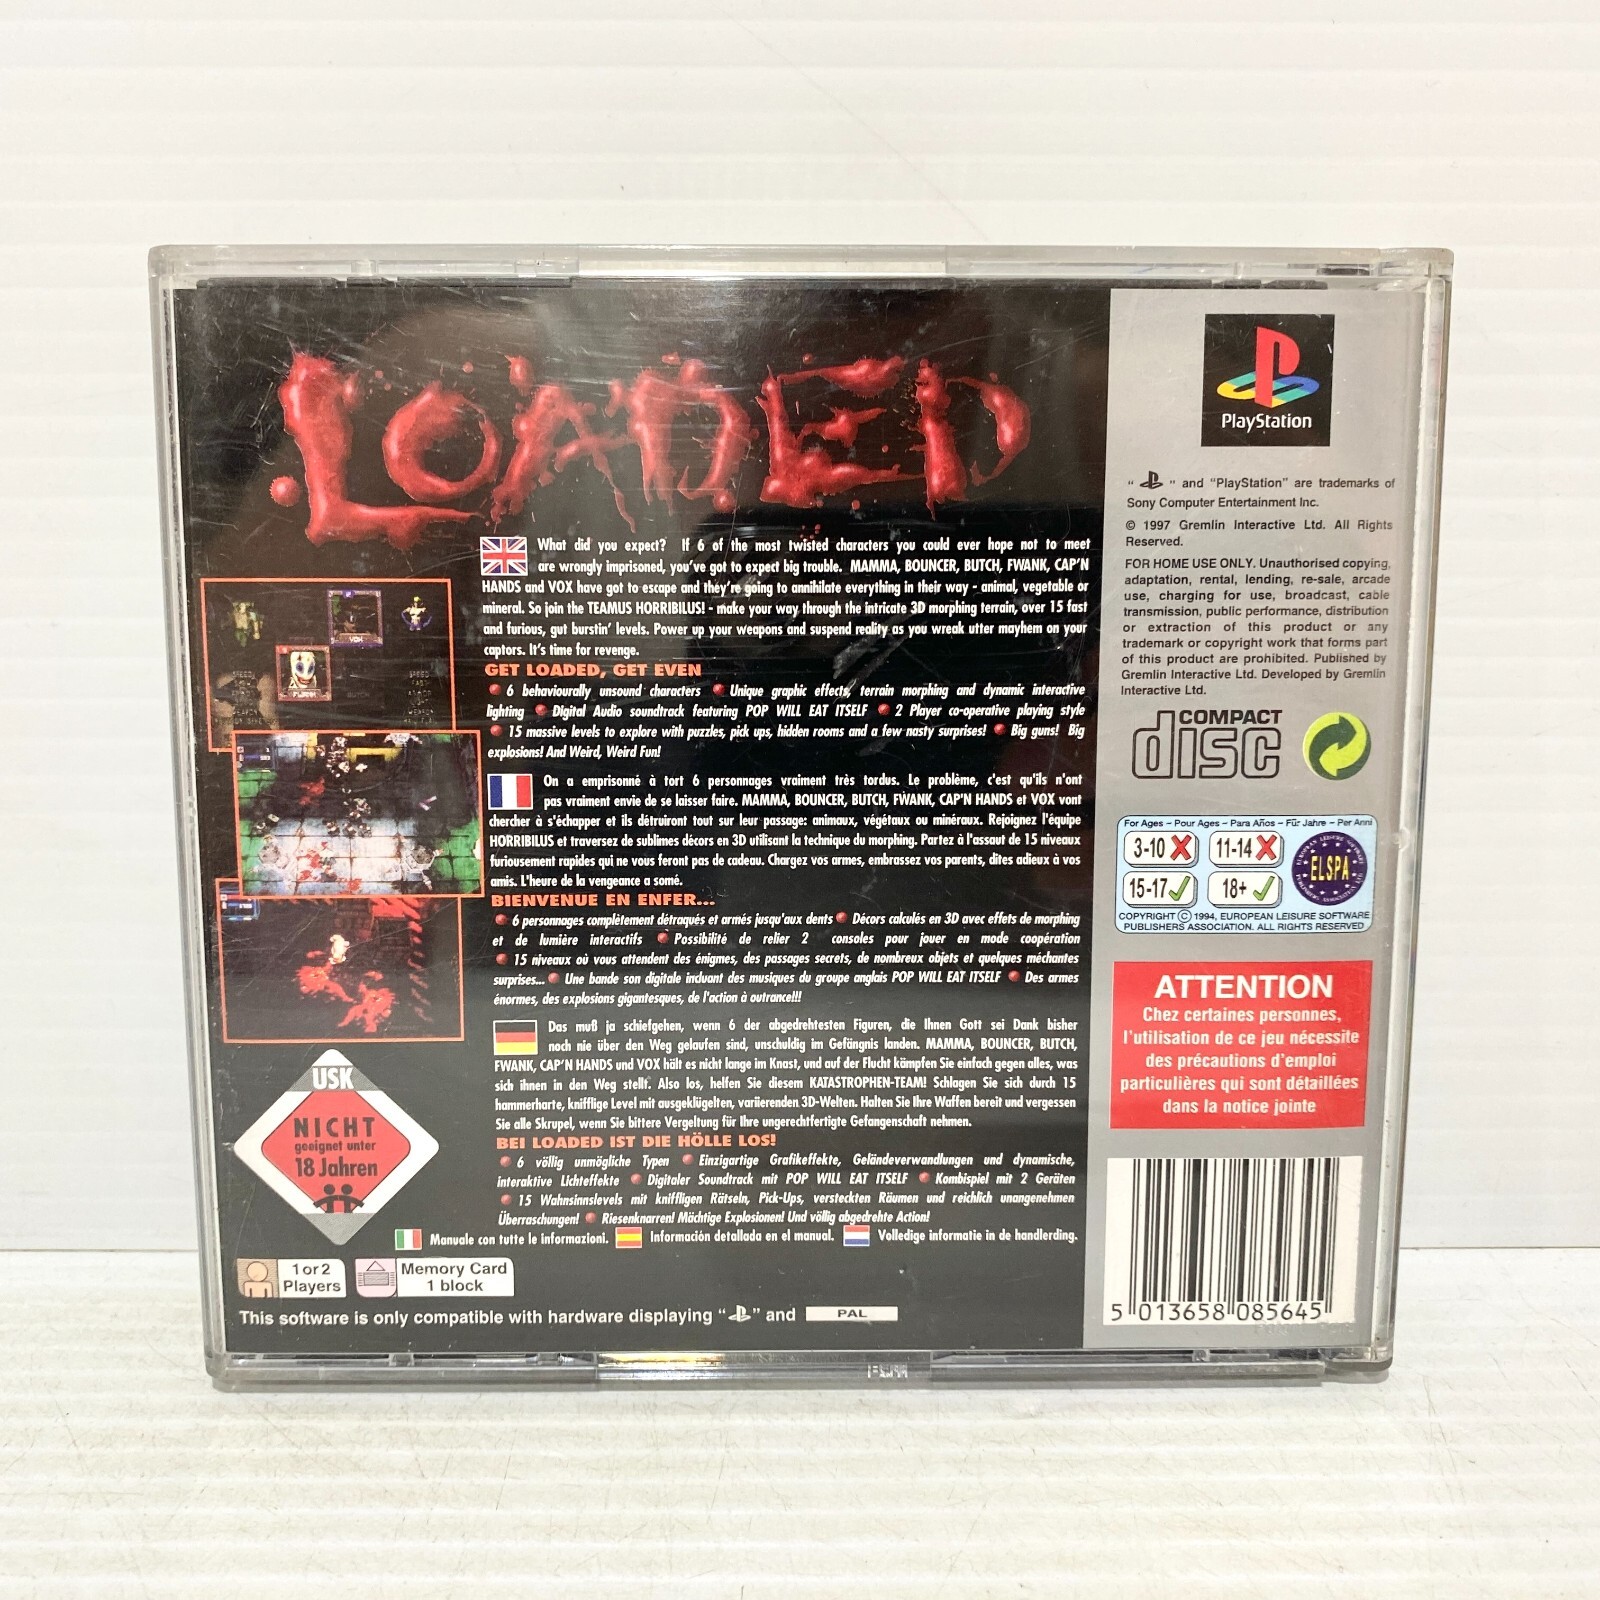 LOADED
What did you expect? If 6 of the most twisted characters you could ever hope not to meet
are wrongly imprisoned, you've got to expect big trouble. MAMMA, BOUNCER, BUTCH, FWANK, CAP'N
HANDS and VOX have got to escape and they're going to annihilate everything in their way - animal, vegetable or
mineral. So join the TEAMUS HORRIBILUS! - make your way through the intricate 3D morphing terrain, over 15 fast
and furious, gut burstin' levels. Power up your weapons and suspend reality as you wreak utter mayhem on your
captors. It's time for revenge.
GET LOADED, GET EVEN
6 behaviourally unsound characters Unique graphic effects, terrain morphing and dynamic interactive
lighting Digital Audio soundtrack featuring POP WILL EAT ITSELF 2 Player co-operative playing style
15 massive levels to explore with puzzles, pick ups, hidden rooms and a few nasty surprises! Big guns! Big
explosions! And Weird, Weird Fun!
On a emprisonné à tort 6 personnages vraiment très tordus. Le problème, c'est qu'ils n'ont
pas vraiment envie de se laisser faire. MAMMA, BOUNCER, BUTCH, FWANK, CAP'N HANDS et VOX vont
chercher à s'échapper et ils détruiront tout sur leur passage: animaux, végétaux ou minéraux. Rejoignez l'équipe
HORRIBILUS et traversez de sublimes décors en 3D utilisant la technique du morphing. Partez à l'assaut de 15 niveaux
furieusement rapides qui ne vous feront pas de cadeau. Chargez vos armes, embrassez vos parents, dites adieux à vos
amis. L'heure de la vengeance a somé.
BIENVENUE EN ENFER...
6 personnages complètement détraqués et armés jusqu'aux dents Décors calculés en 3D avec effets de morphing
et de lumière interactifs Possibilité de relier 2 consoles pour jouer en mode coopération
15 niveaux où vous attendent des énigmes, des passages secrets, de nombreux objets et quelques méchantes
surprises... Une bande son digitale incluant des musiques du groupe anglais POP WILL EAT ITSELF Des armes
énormes, des explosions gigantesques, de l'action à outrance!!!
Das muß ja schiefgehen, wenn 6 der abgedrehtesten Figuren, die Ihnen Gott sei Dank bisher
noch nie über den Weg gelaufen sind, unschuldig im Gefängnis landen. MAMMA, BOUNCER, BUTCH,
FWANK, CAP'N HANDS und VOX hält es nicht lange im Knast, und auf der Flucht kämpfen Sie einfach gegen alles, was
sich ihnen in den Weg stellt. Also los, helfen Sie diesem KATASTROPHEN-TEAM! Schlagen Sie sich durch 15
hammerharte, knifflige Level mit ausgeklügelten, variierenden 3D-Welten. Halten Sie Ihre Waffen bereit und vergessen
Sie alle Skrupel, wenn Sie bittere Vergeltung für Ihre ungerechtfertigte Gefangenschaft nehmen.
BEI LOADED IST DIE HÖLLE LOS!
6 völlig unmögliche Typen Einzigartige Grafikeffekte, Geländeverwandlungen und dynamische,
interaktive Lichteffekte Digitaler Soundtrack mit POP WILL EAT ITSELF Kombispiel mit 2 Geräten
15 Wahnsinnslevels mit kniffligen Rätseln, Pick-Ups, versteckten Räumen und reichlich unangenehmen
Überraschungen! Riesenknarren! Mächtige Explosionen! Und völlig abgedrehte Action!
Manuale con tutte le informazoni. Información detallada en el manual. Volledige informatie in de handlerding.
USK
NICHT
geeignet unter
18 Jahren
1 or 2
Players
Memory Card
1 block
This software is only compatible with hardware displaying " " and PAL
PlayStation
" " and "PlayStation" are trademarks of
Sony Computer Entertainment Inc.
© 1997 Gremlin Interactive Ltd. All Rights
Reserved.
FOR HOME USE ONLY. Unauthorised copying,
adaptation, rental, lending, re-sale, arcade
use, charging for use, broadcast, cable
transmission, public performance, distribution
or extraction of this product or any
trademark or copyright work that forms part
of this product are prohibited. Published by
Gremlin Interactive Ltd. Developed by Gremlin
Interactive Ltd.
COMPACT
disc
For Ages – Pour Ages – Para Años – Für Jahre – Per Anni
3-10 11-14
15-17 18+
ELSPA
COPYRIGHT © 1994, EUROPEAN LEISURE SOFTWARE
PUBLISHERS ASSOCIATION. ALL RIGHTS RESERVED
ATTENTION
Chez certaines personnes,
l'utilisation de ce jeu nécessite
des précautions d'emploi
particulières qui sont détaillées
dans la notice jointe
5 013658 085645